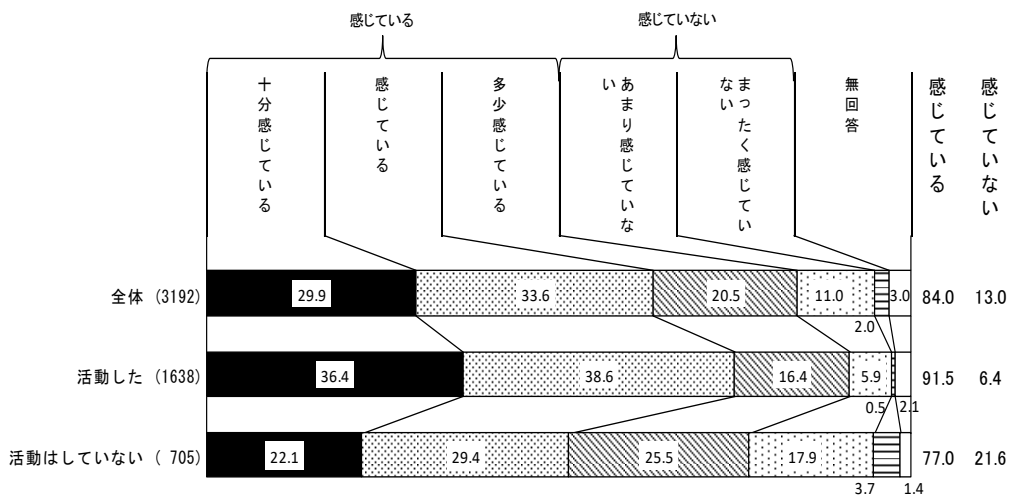 感じている
感じていない
十分感じている
感じている
多少感じている
あまり感じていな
い
まったく感じてい
ない
無回答
感じている
感じていない
全体 (3192)
29.9
33.6
20.5
11.0
2.0
3.0
84.0
13.0
活動した (1638)
36.4
38.6
16.4
5.9
0.5
2.1
91.5
6.4
活動はしていない ( 705)
22.1
29.4
25.5
17.9
3.7
1.4
77.0
21.6